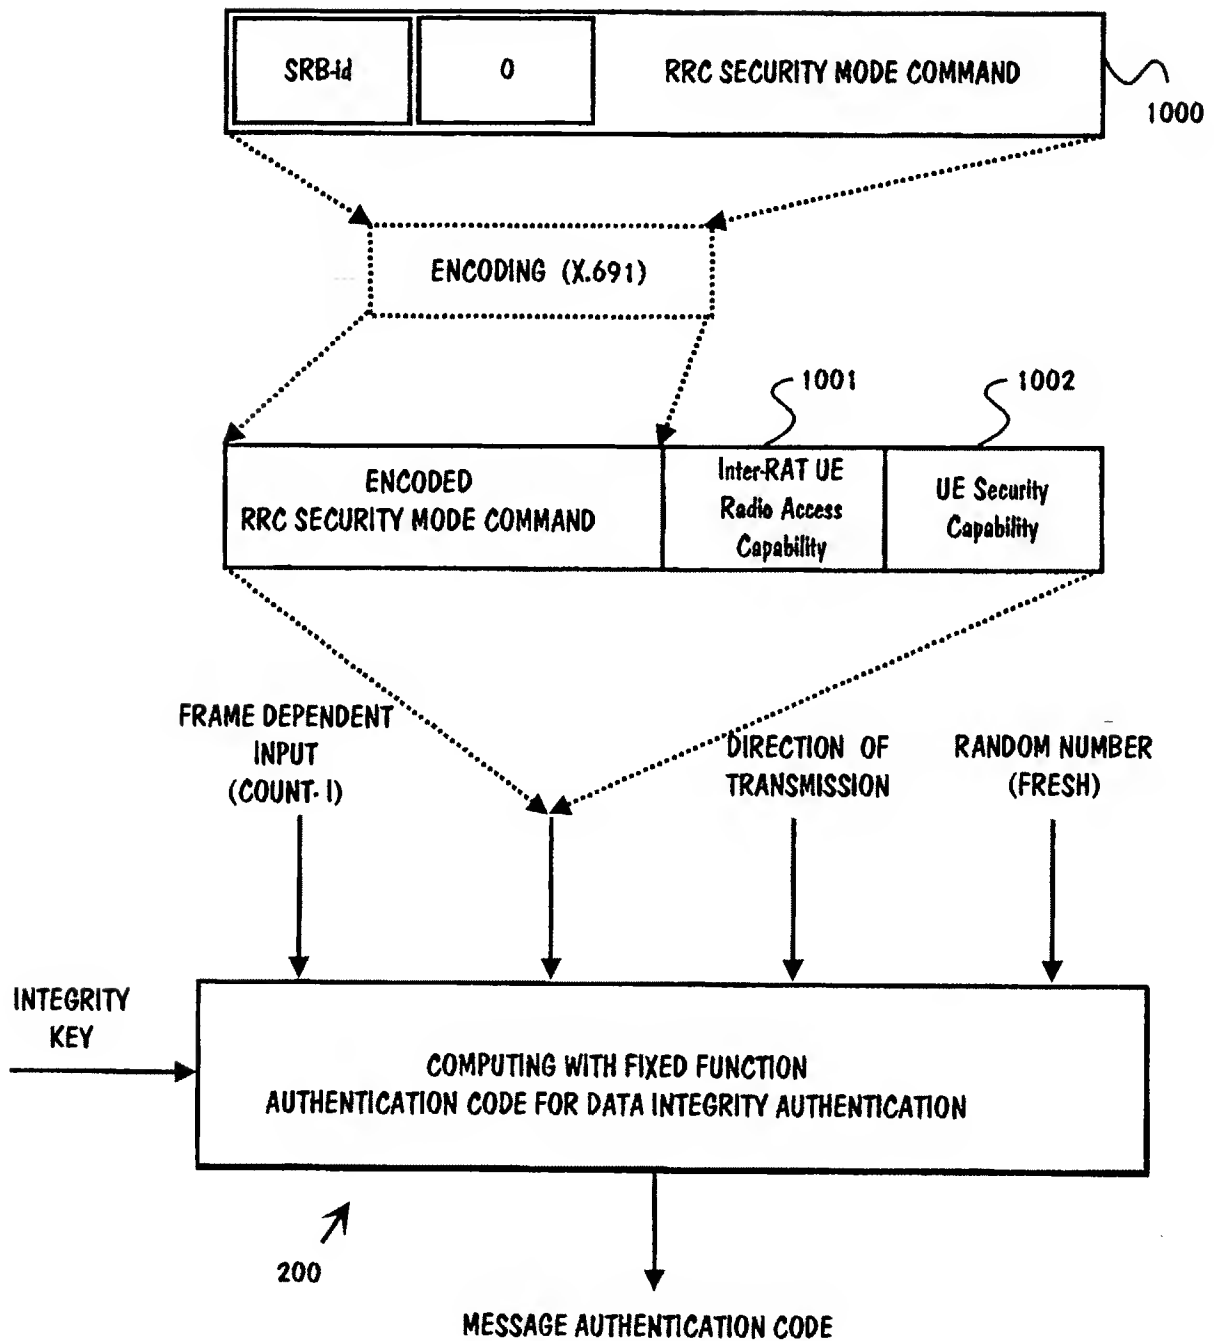 SRB-id
0
RRC SECURITY MODE COMMAND
1000
ENCODING (X.691)
1001
1002
ENCODED
RRC SECURITY MODE COMMAND
Inter-RAT UE
Radio Access
Capability
UE Security
Capability
FRAME DEPENDENT
INPUT
(COUNT- I)
DIRECTION OF
TRANSMISSION
RANDOM NUMBER
(FRESH)
INTEGRITY
KEY
COMPUTING WITH FIXED FUNCTION
AUTHENTICATION CODE FOR DATA INTEGRITY AUTHENTICATION
200
MESSAGE AUTHENTICATION CODE